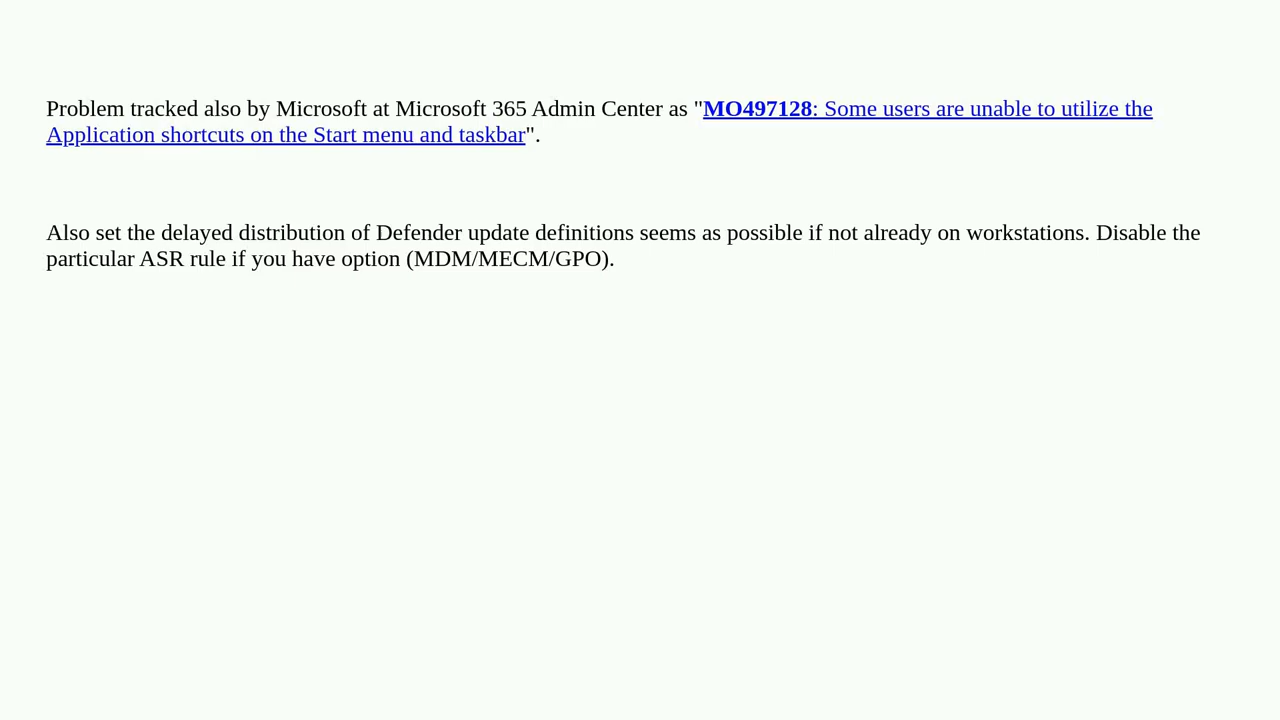 Problem tracked also by Microsoft at Microsoft 365 Admin Center as "MO497128: Some users are unable to utilize the
Application shortcuts on the Start menu and taskbar".
Also set the delayed distribution of Defender update definitions seems as possible if not already on workstations. Disable the
particular ASR rule if you have option (MDM/MECM/GPO).